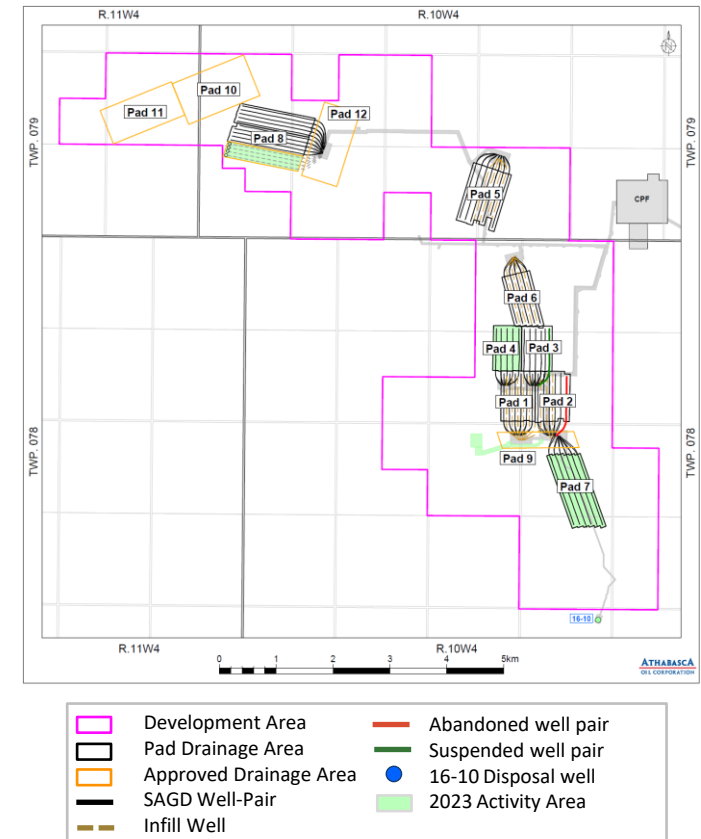 R.11W4 R.10W4
N
Pad 10
Pad 11
Pad 12
TWP. 079 TWP. 079
Pad 8
Pad 5
CPF
Pad 6
Pad 4 Pad 3
Pad 1 Pad 2
TWP. 078 TWP. 078
Pad 9
Pad 7
16-10
R.11W4 R.10W4
0 1 2 3 4 5km
ATHABASCA
OIL CORPORATION
Development Area
Pad Drainage Area
Approved Drainage Area
SAGD Well-Pair
Infill Well
Abandoned well pair
Suspended well pair
16-10 Disposal well
2023 Activity Area